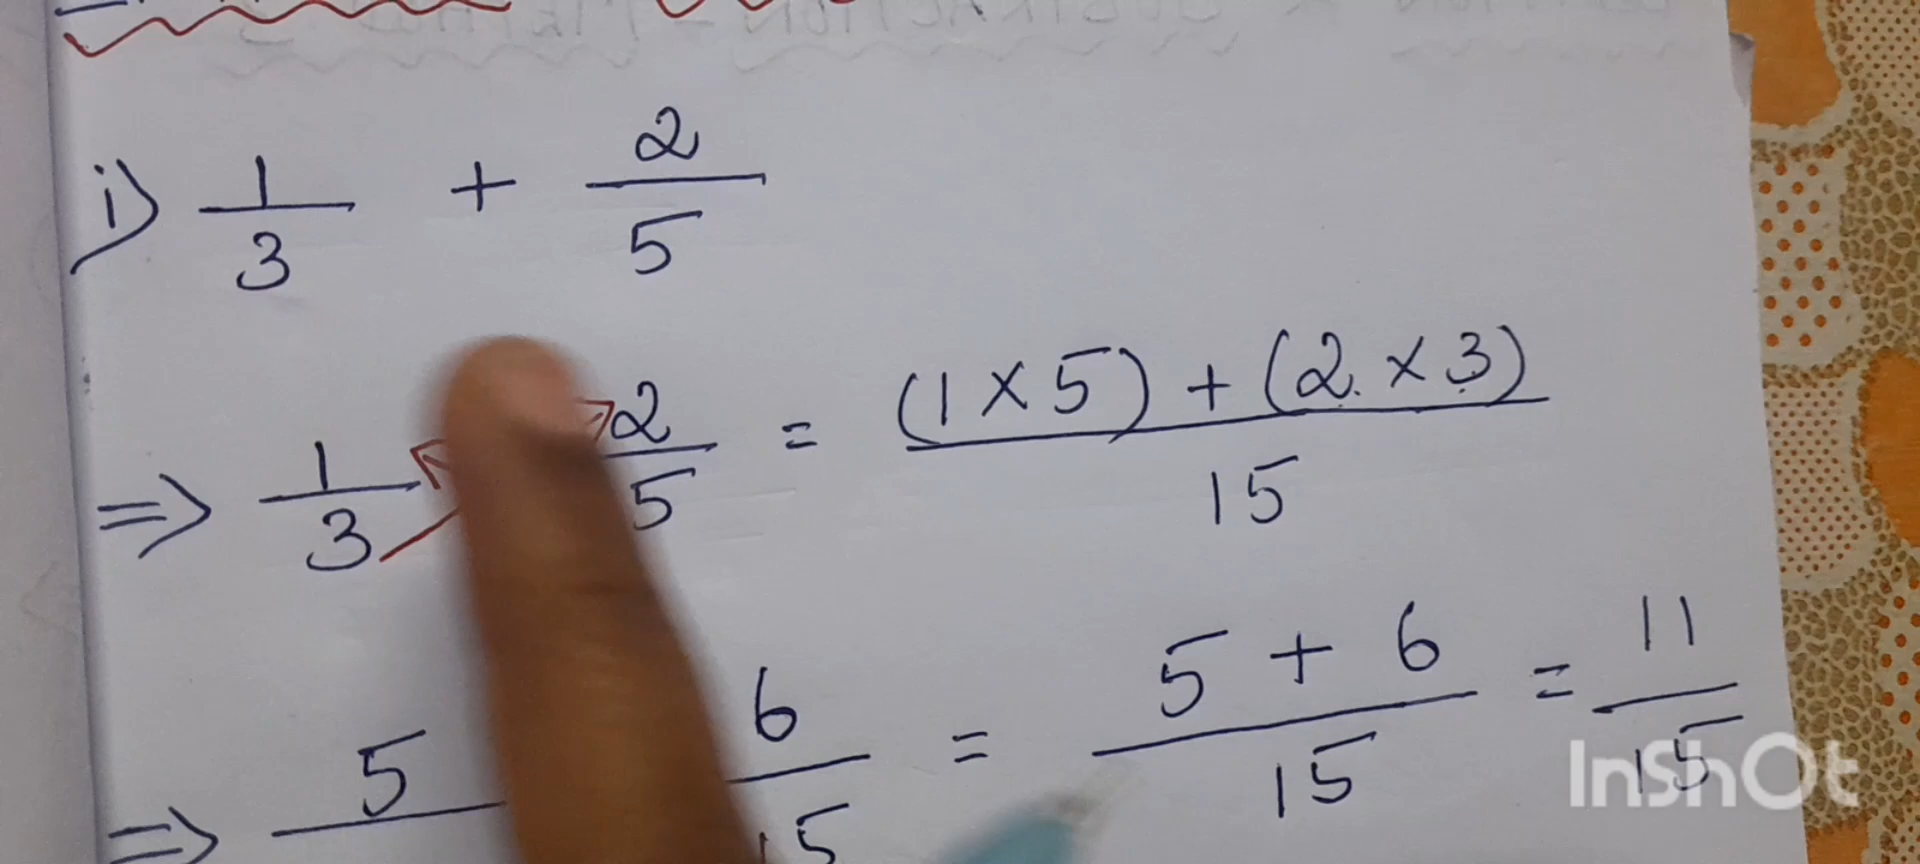 i) 1/3 + 2/5
⇒ 1/3 2/5 = (1 × 5) + (2 × 3) / 15
⇒ 5 6/15 = 5 + 6 / 15 = 11/15
InShOt